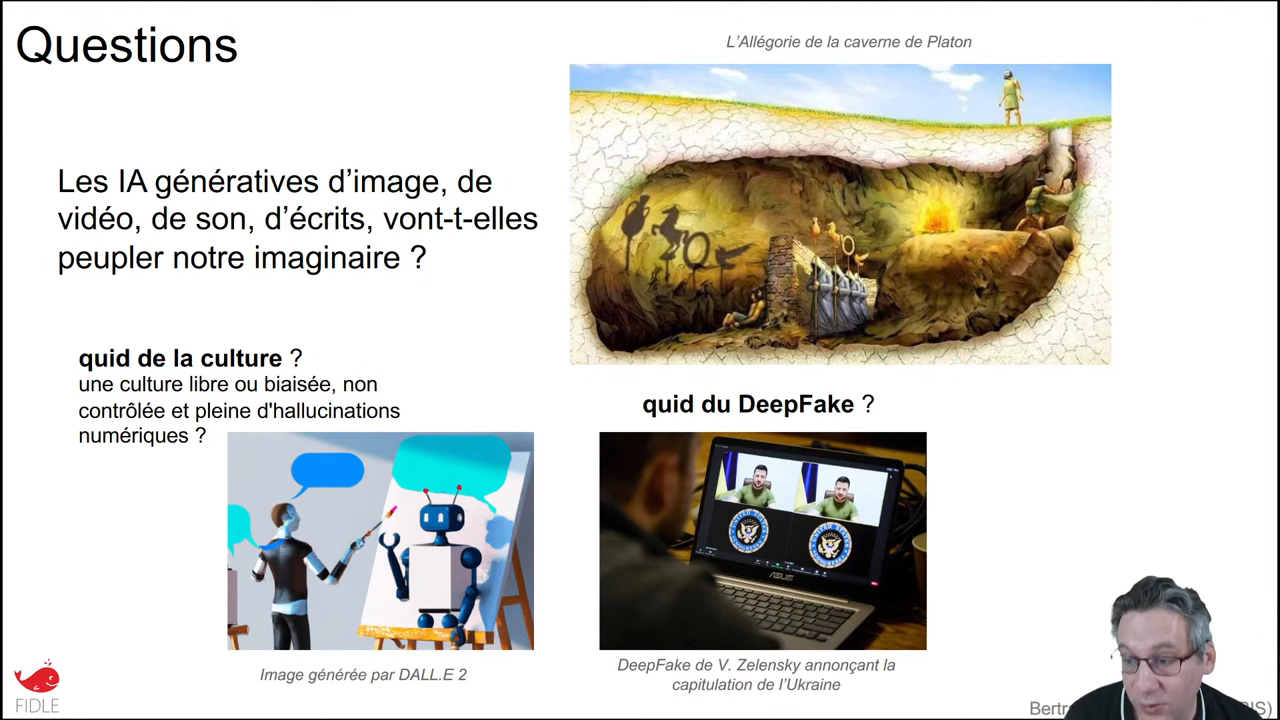 Questions
L'Allégorie de la caverne de Platon
Les IA génératives d'image, de
vidéo, de son, d'écrits, vont-t-elles
peupler notre imaginaire ?
quid de la culture ?
une culture libre ou biaisée, non
contrôlée et pleine d'hallucinations
numériques ?
quid du DeepFake ?
ASUS
Image générée par DALL.E 2
DeepFake de V. Zelensky annonçant la
capitulation de l'Ukraine
FIDLE